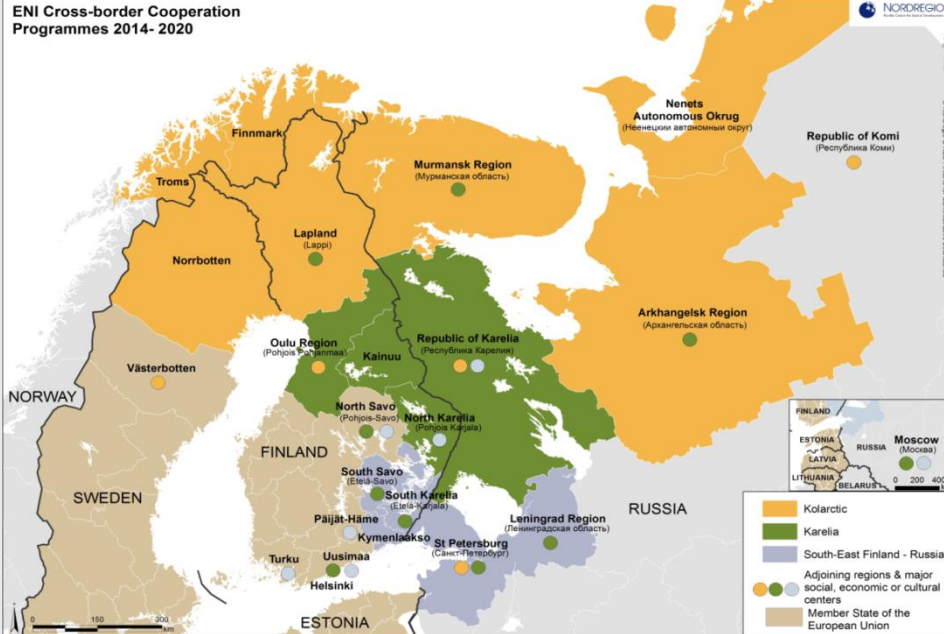 ENI Cross-border Cooperation
Programmes 2014- 2020
NORDREGIO
Finnmark
Troms
Norrbotten
Lapland
(Lappi)
Murmansk Region
(Мурманская область)
Nenets
Autonomous Okrug
(Неенецкии автономныи округ)
Republic of Komi
(Республика Коми)
Arkhangelsk Region
(Архангельская область)
Oulu Region
(Pohjois Pohjanmaa)
Kainuu
Republic of Karelia
(Республика Карелия)
Västerbotten
NORWAY
North Savo
(Pohjois-Savo)
North Karelia
(Pohjois Karjala)
FINLAND
SWEDEN
South Savo
(Etelä-Savo)
South Karelia
(Etelä-Karjala)
Päijät-Häme
Kymenlaakso
Turku
Uusimaa
Helsinki
St Petersburg
(Санкт-Петербург)
Leningrad Region
(Ленинградская область)
RUSSIA
ESTONIA
0 150 300
km
FINLAND
ESTONIA
LATVIA
LITHUANIA
RUSSIA
BELARUS
Moscow
(Москва)
0 200 400
Kolarctic
Karelia
South-East Finland - Russia
Adjoining regions & major
social, economic or cultural
centers
Member State of the
European Union